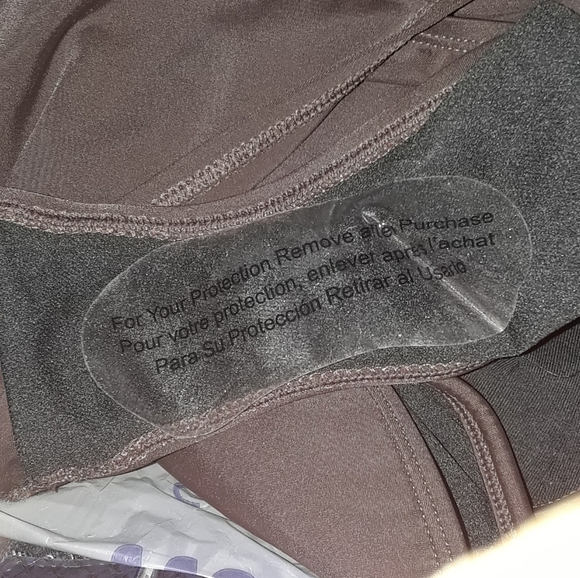 For Your Protection Remove after Purchase
Pour votre protection, enlever après l'achat
Para Su Protección Retirar al Usarlo